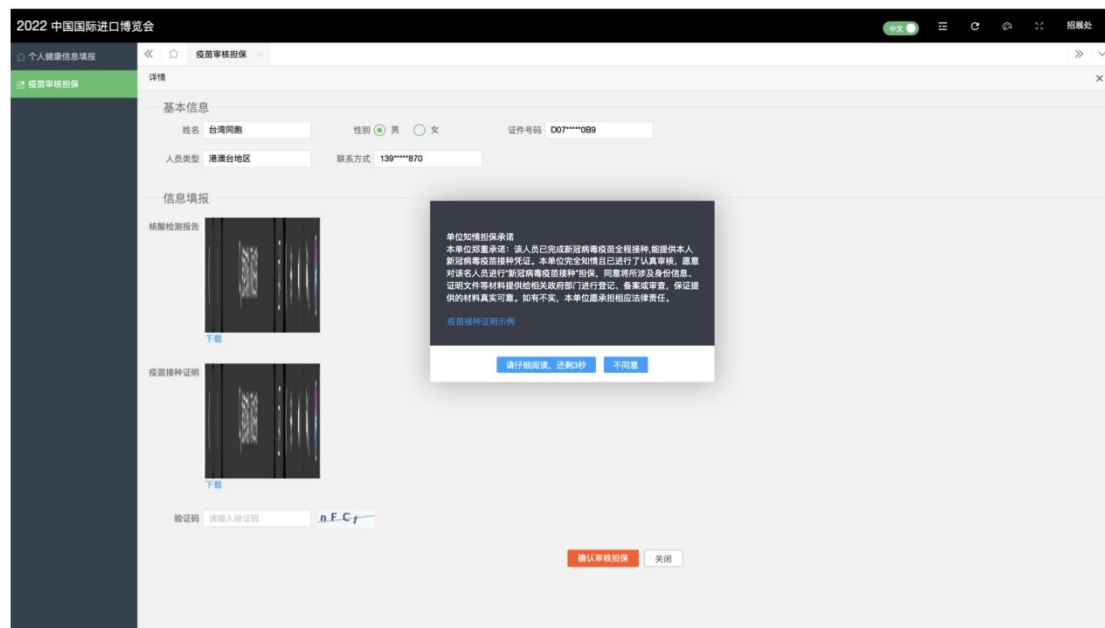 2022 中国国际进口博览会
中文
招展处
个人健康信息填报
疫苗审核担保
疫苗审核担保
详情
基本信息
姓名 台湾同胞 性别 男 女 证件号码 D07*****0B9
人员类型 港澳台地区 联系方式 139****870
信息填报
核酸检测报告
下载
疫苗接种证明
下载
验证码 请输入验证码
确认审核担保 关闭
单位知情担保承诺
本单位郑重承诺：该人员已完成新冠病毒疫苗全程接种,能提供本人
新冠病毒疫苗接种凭证。本单位完全知情且已进行了认真审核，愿意
对该名人员进行“新冠病毒疫苗接种”担保，同意将所涉及身份信息、
证明文件等材料提供给相关政府部门进行登记、备案或审查，保证提
供的材料真实可靠。如有不实，本单位愿承担相应法律责任。
疫苗接种证明示例
请仔细阅读，还剩3秒 不同意